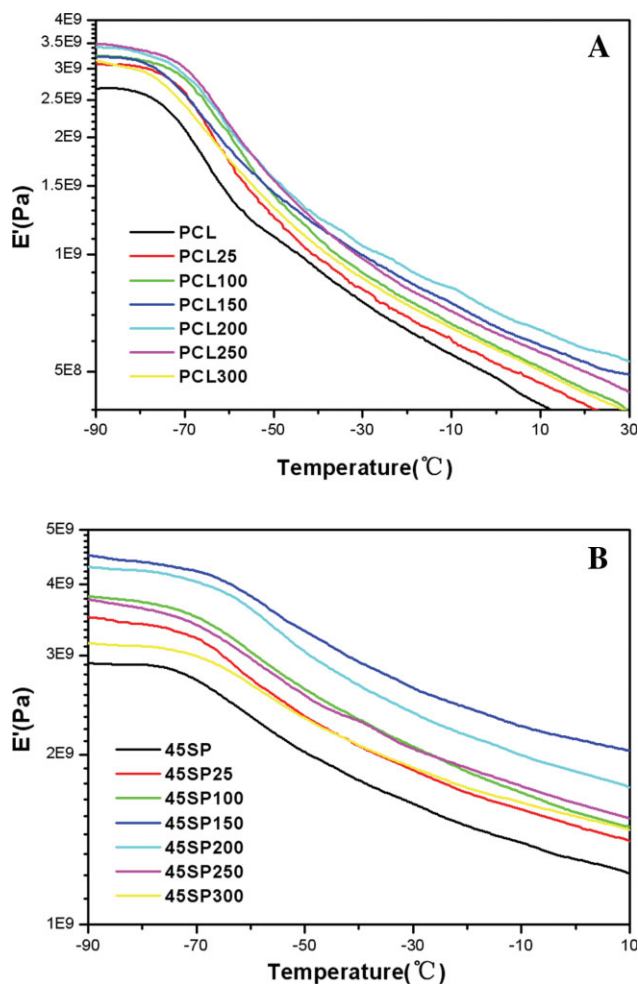 A
3.5E9
3E9
2.5E9
2E9
1.5E9
1E9
5E8
E'(Pa)
PCL
PCL25
PCL100
PCL150
PCL200
PCL250
PCL300
-90 -70 -50 -30 -10 10 30
Temperature(℃)
B
5E9
4E9
3E9
2E9
1E9
E'(Pa)
45SP
45SP25
45SP100
45SP150
45SP200
45SP250
45SP300
-90 -70 -50 -30 -10 10
Temperature(℃)